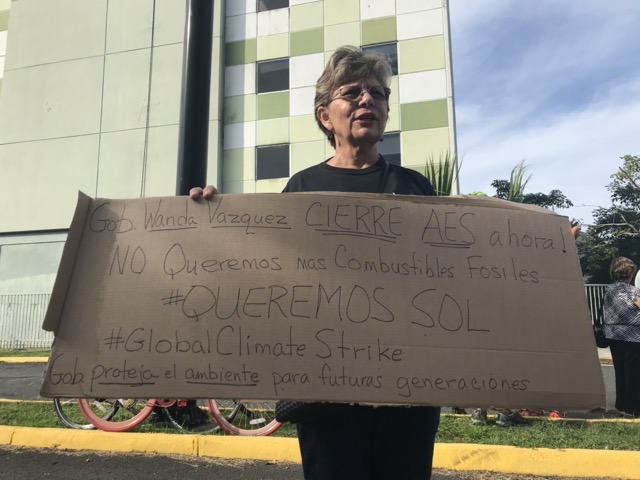 Gob. Wanda Vazquez CIERRE AES ahora!
NO Queremos mas Combustibles Fosiles
#QUEREMOS SOL
#GlobalClimateStrike
Gob. proteja el ambiente para futuras generaciones